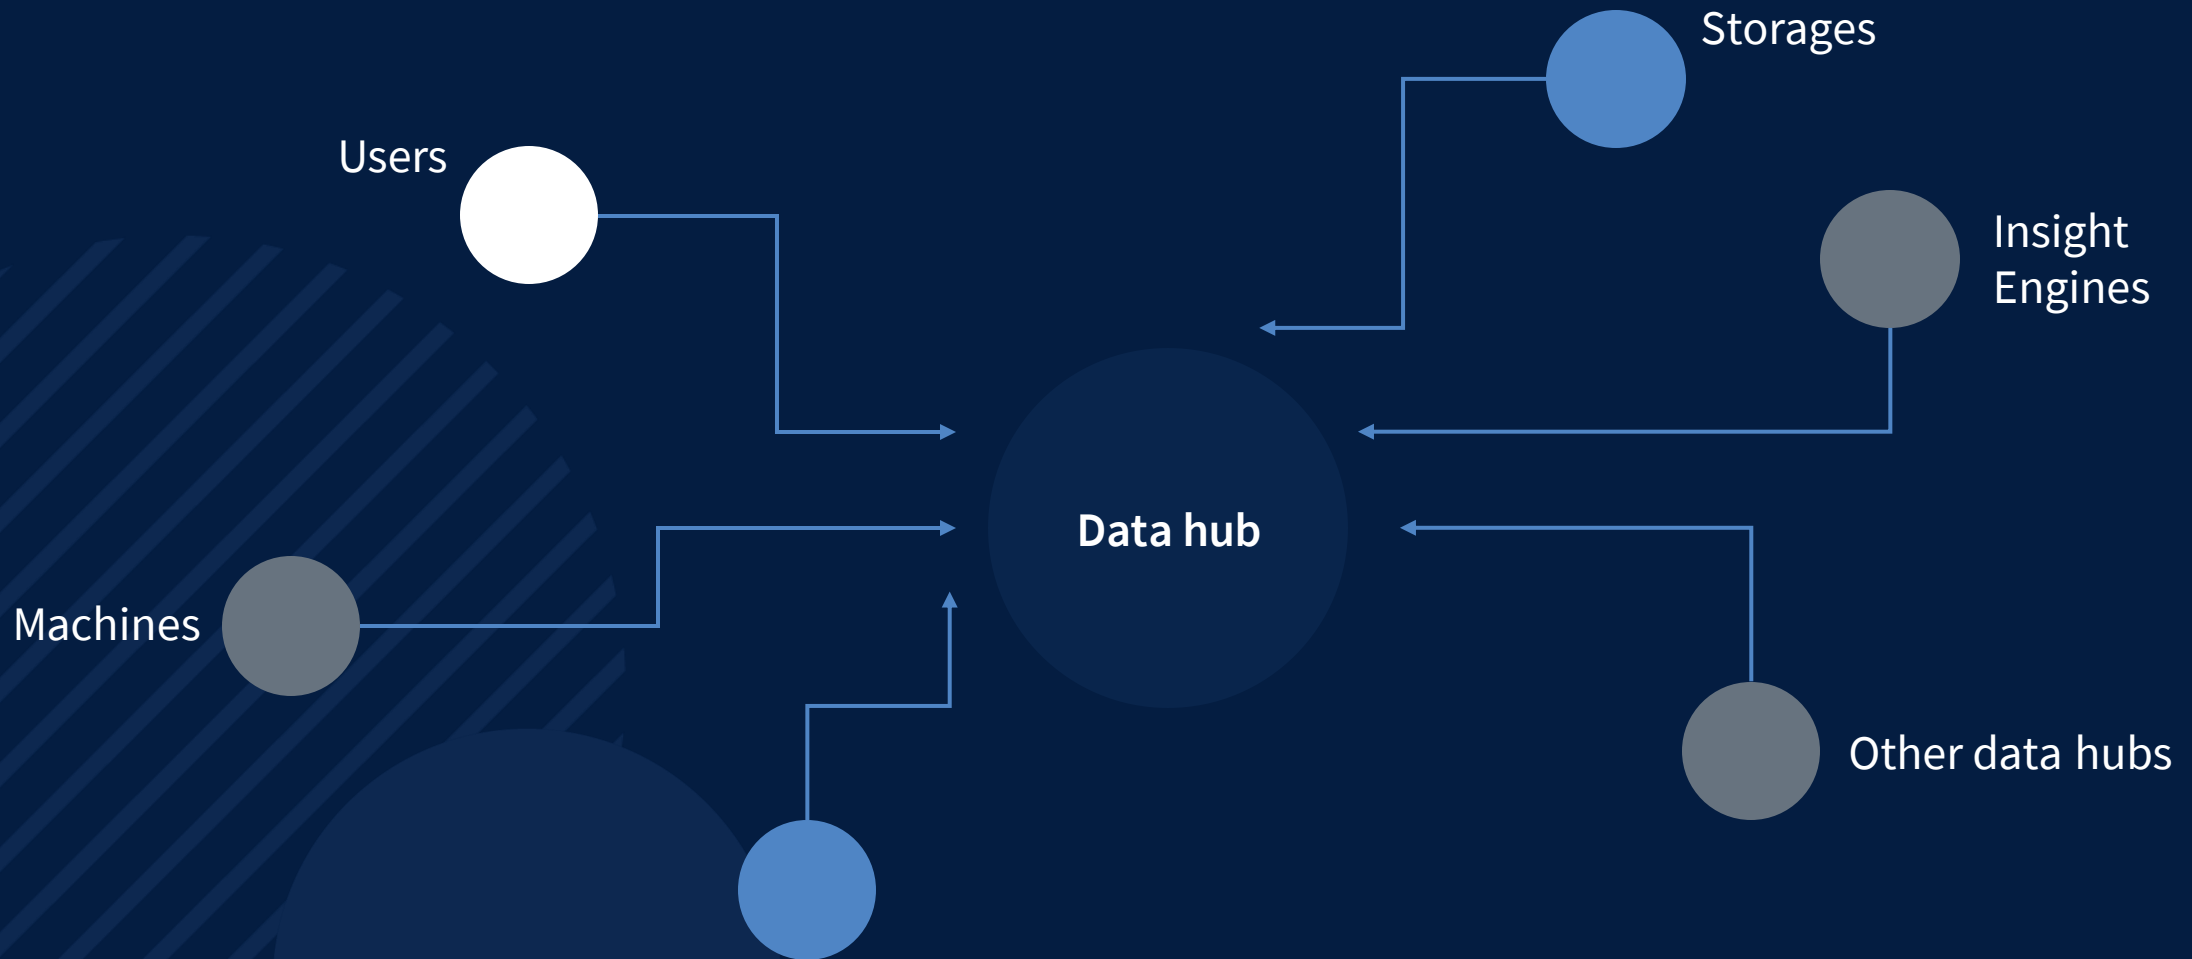 Storages
Users
Insight
Engines
Data hub
Machines
Other data hubs